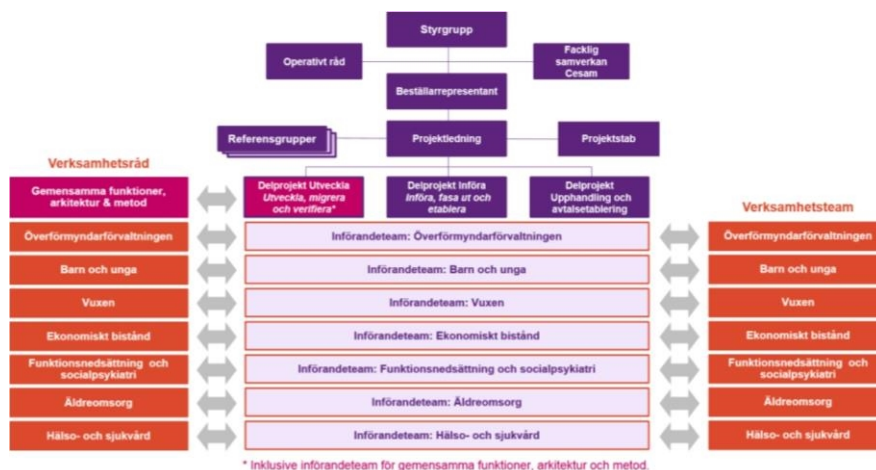 Styrgrupp
Operativt råd
Facklig
samverkan
Cesam
Beställarrepresentant
Referensgrupper
Projektledning
Projektstab
Verksamhetsråd
Gemensamma funktioner,
arkitektur & metod
Delprojekt Utveckla
Utveckla, migrera
och verifiera*
Delprojekt Införa
Införa, fasa ut och
etablera
Delprojekt
Upphandling och
avtalsetablering
Verksamhetsteam
Överförmyndarförvaltningen
Införandeteam: Överförmyndarförvaltningen
Överförmyndarförvaltningen
Barn och unga
Införandeteam: Barn och unga
Barn och unga
Vuxen
Införandeteam: Vuxen
Vuxen
Ekonomiskt bistånd
Införandeteam: Ekonomiskt bistånd
Ekonomiskt bistånd
Funktionsnedsättning och
socialpsykiatri
Införandeteam: Funktionsnedsättning och socialpsykiatri
Funktionsnedsättning och
socialpsykiatri
Äldreomsorg
Införandeteam: Äldreomsorg
Äldreomsorg
Hälso- och sjukvård
Införandeteam: Hälso- och sjukvård
Hälso- och sjukvård
* Inklusive införandeteam för gemensamma funktioner, arkitektur och metod.